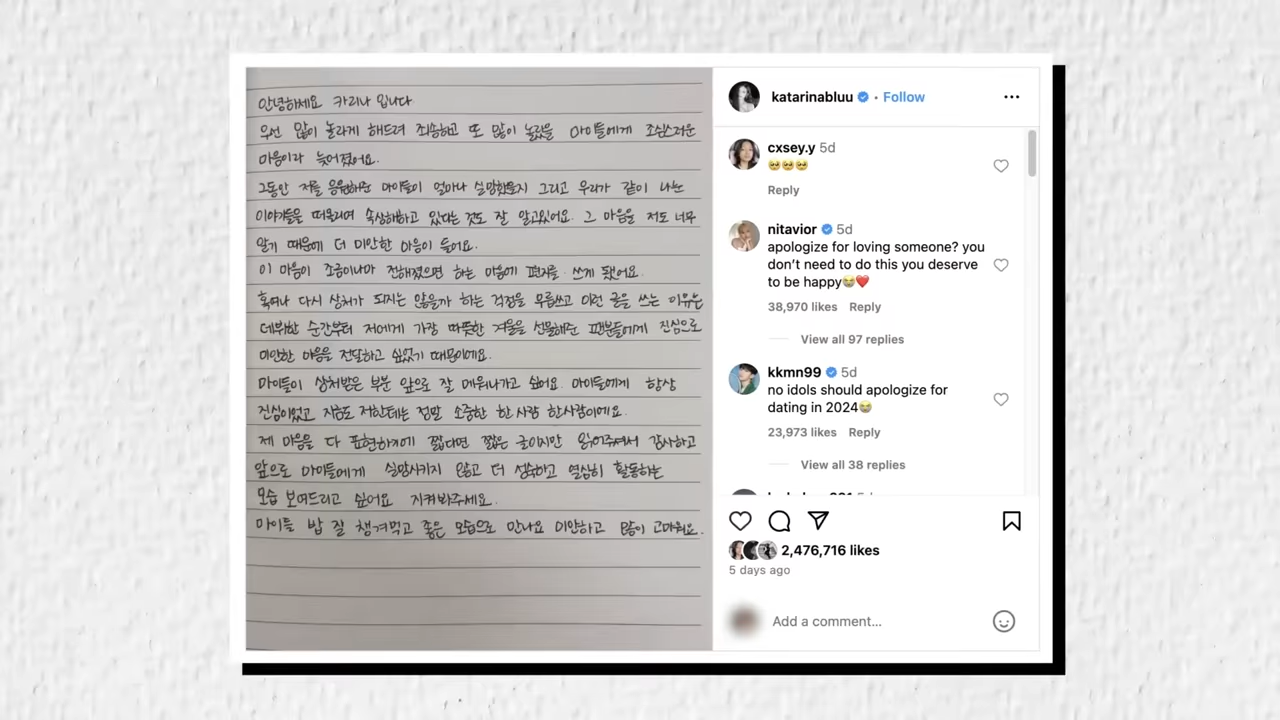 안녕하세요 카리나 입니다
우선 많이 놀라게 해드려 죄송하고 또 많이 놀랐을 마이들에게 조심스러운
마음이라 늦어졌어요.
그동안 저를 응원해준 마이들이 얼마나 실망했을지 그리고 우리가 같이 나눈
이야기들을 떠올리며 속상해하고 있다는 것도 잘 알고있어요. 그 마음을 저도 너무
알기 때문에 더 미안한 마음이 들어요.
이 마음이 조금이나마 전해졌으면 하는 마음에 편지를 쓰게 됐어요.
혹여나 다시 상처가 되지는 않을까 하는 걱정을 무릅쓰고 이런 글을 쓰는 이유는
데뷔한 순간부터 저에게 가장 따뜻한 겨울을 선물해준 팬분들에게 진심으로
미안한 마음을 전달하고 싶었기 때문이에요.
마이들이 상처받은 부분 앞으로 잘 메워나가고 싶어요. 마이들에게 항상
진심이었고 지금도 저한테는 정말 소중한 한 사람 한사람이에요.
제 마음을 다 표현하기에 짧다면 짧은 글이지만 읽어주셔서 감사하고
앞으로 마이들에게 실망시키지 않고 더 성숙하고 열심히 활동하는
모습 보여드리고 싶어요 지켜봐주세요.
마이들 밥 잘 챙겨먹고 좋은 모습으로 만나요 미안하고 많이 고마워요.
katarinabluu • Follow
cxsey.y 5d
🥹🥹🥹
Reply
nitavior 5d
apologize for loving someone? you
don’t need to do this you deserve
to be happy😭❤️
38,970 likes Reply
View all 97 replies
kkmn99 5d
no idols should apologize for
dating in 2024😭
23,973 likes Reply
View all 38 replies
2,476,716 likes
5 days ago
Add a comment...